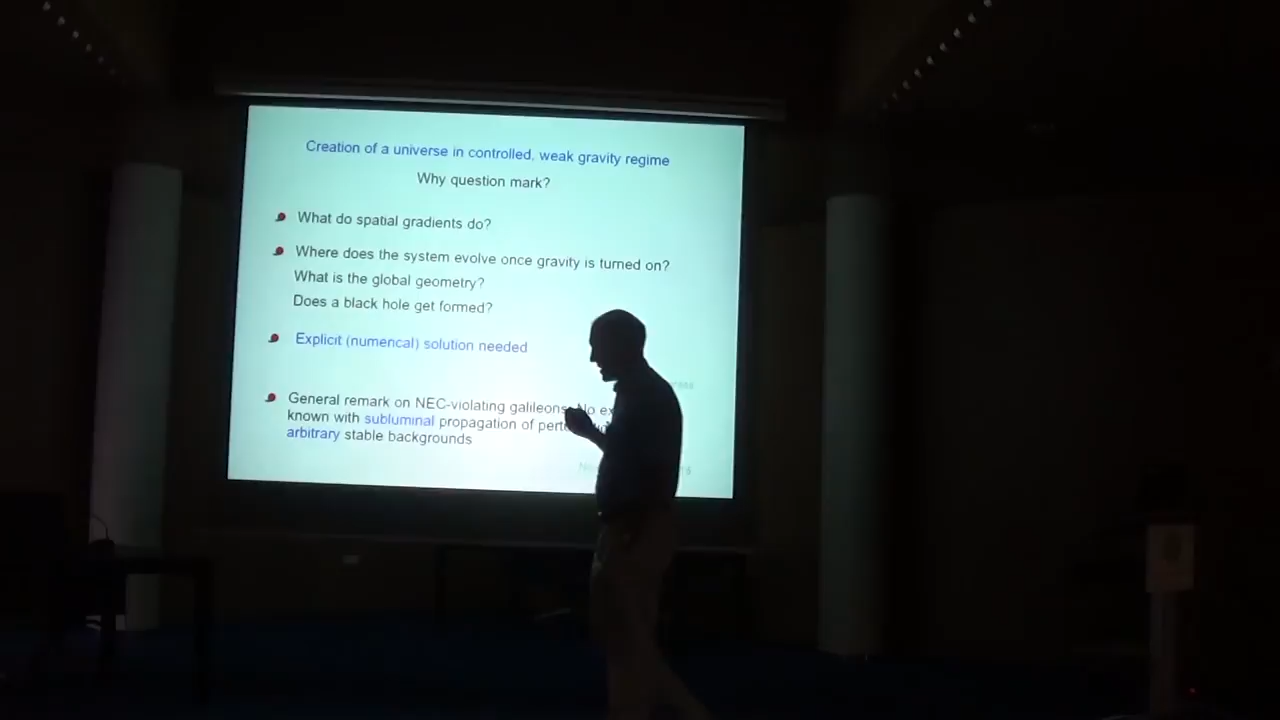 Creation of a universe in controlled, weak gravity regime
Why question mark?
What do spatial gradients do?
Where does the system evolve once gravity is turned on?
What is the global geometry?
Does a black hole get formed?
Explicit (numerical) solution needed
General remark on NEC-violating galileons: No
known with subluminal propagation of
arbitrary stable backgrounds